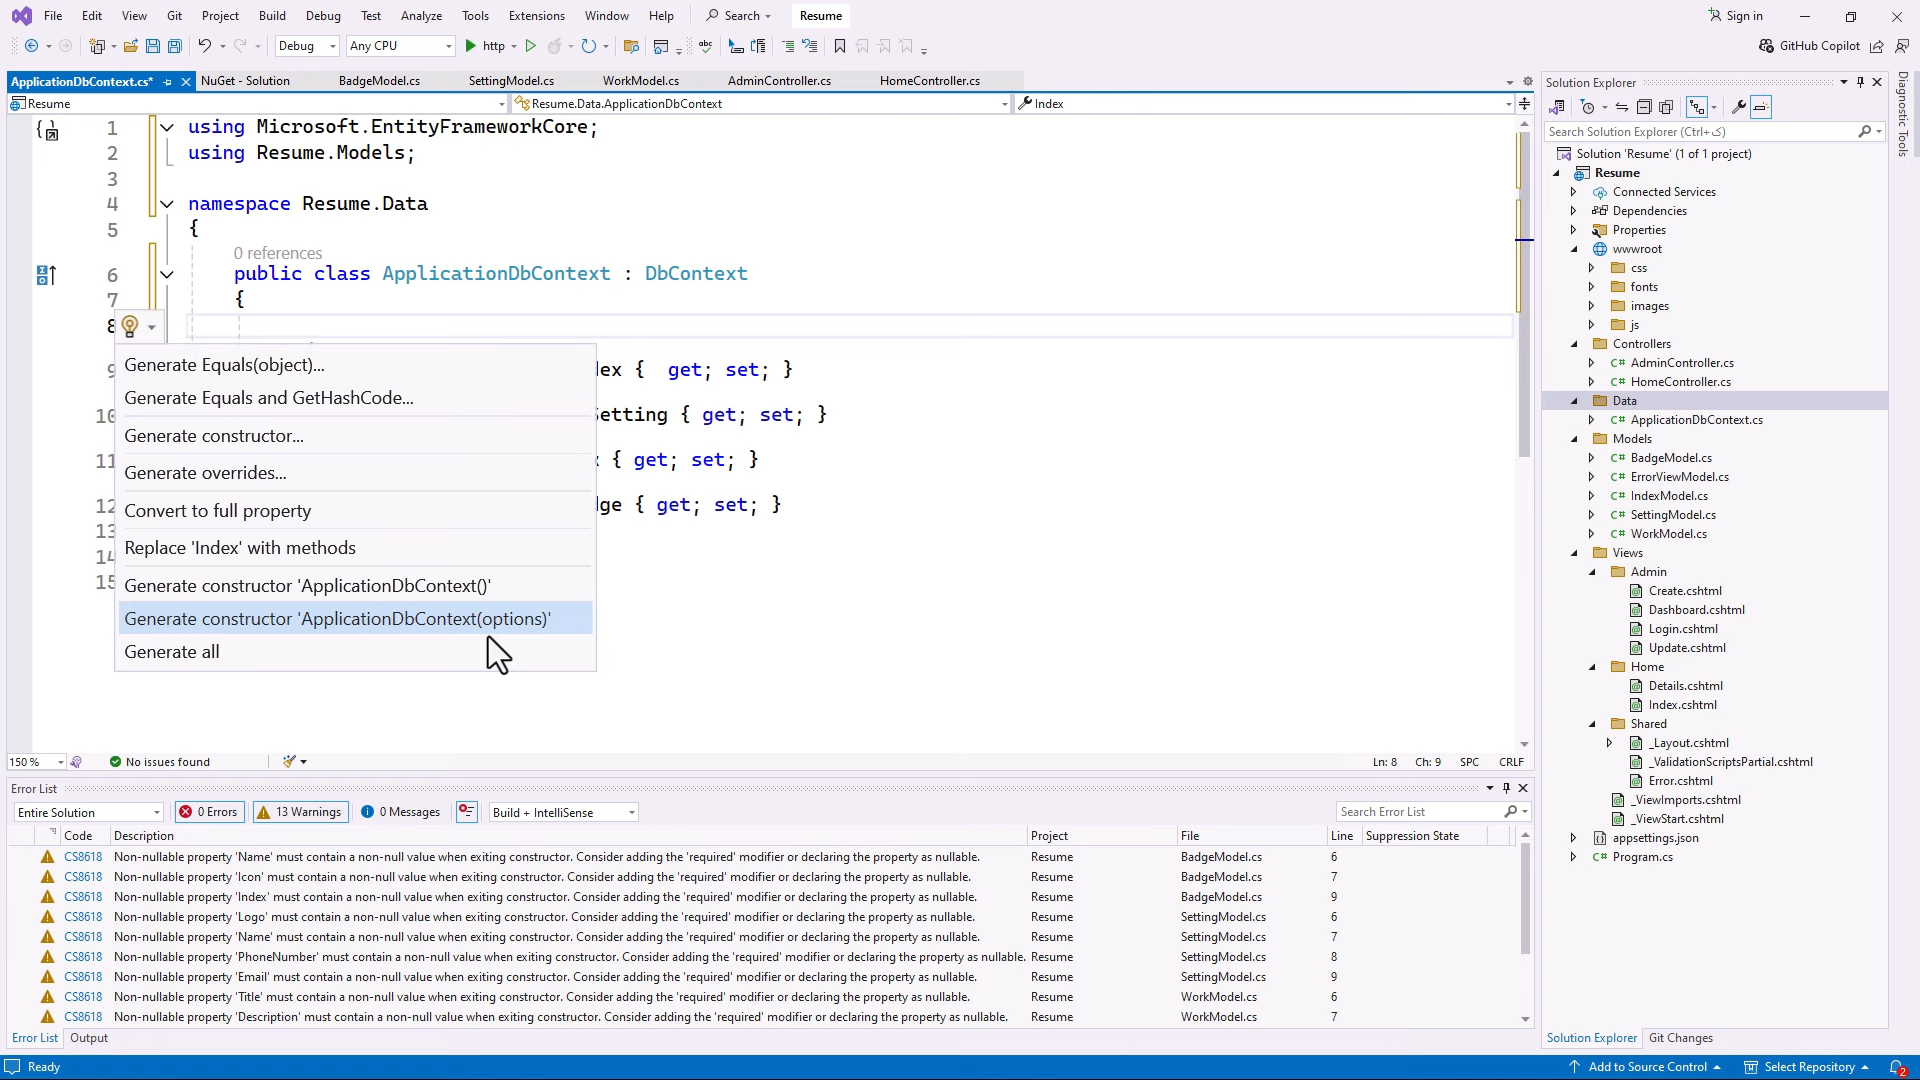 File Edit View Git Project Build Debug Test Analyze Tools Extensions Window Help Search Resume Sign in
Debug Any CPU http GitHub Copilot
ApplicationDbContext.cs* NuGet - Solution BadgeModel.cs SettingModel.cs WorkModel.cs AdminController.cs HomeController.cs
Resume Resume.Data.ApplicationDbContext Index
1 using Microsoft.EntityFrameworkCore;
2 using Resume.Models;
3
4 namespace Resume.Data
5 {
0 references
6 public class ApplicationDbContext : DbContext
7 {
8
9 dex { get; set; }
10 Setting { get; set; }
11 { get; set; }
12 dge { get; set; }
13
14
15
Generate Equals(object)...
Generate Equals and GetHashCode...
Generate constructor...
Generate overrides...
Convert to full property
Replace 'Index' with methods
Generate constructor 'ApplicationDbContext()'
Generate constructor 'ApplicationDbContext(options)'
Generate all
150 % No issues found Ln: 8 Ch: 9 SPC CRLF
Error List
Entire Solution 0 Errors 13 Warnings 0 Messages Build + IntelliSense Search Error List
Code Description Project File Line Suppression State
CS8618 Non-nullable property 'Name' must contain a non-null value when exiting constructor. Consider adding the 'required' modifier or declaring the property as nullable. Resume BadgeModel.cs 6
CS8618 Non-nullable property 'Icon' must contain a non-null value when exiting constructor. Consider adding the 'required' modifier or declaring the property as nullable. Resume BadgeModel.cs 7
CS8618 Non-nullable property 'Index' must contain a non-null value when exiting constructor. Consider adding the 'required' modifier or declaring the property as nullable. Resume BadgeModel.cs 9
CS8618 Non-nullable property 'Logo' must contain a non-null value when exiting constructor. Consider adding the 'required' modifier or declaring the property as nullable. Resume SettingModel.cs 6
CS8618 Non-nullable property 'Name' must contain a non-null value when exiting constructor. Consider adding the 'required' modifier or declaring the property as nullable. Resume SettingModel.cs 7
CS8618 Non-nullable property 'PhoneNumber' must contain a non-null value when exiting constructor. Consider adding the 'required' modifier or declaring the property as nullable. Resume SettingModel.cs 8
CS8618 Non-nullable property 'Email' must contain a non-null value when exiting constructor. Consider adding the 'required' modifier or declaring the property as nullable. Resume SettingModel.cs 9
CS8618 Non-nullable property 'Title' must contain a non-null value when exiting constructor. Consider adding the 'required' modifier or declaring the property as nullable. Resume WorkModel.cs 6
CS8618 Non-nullable property 'Description' must contain a non-null value when exiting constructor. Consider adding the 'required' modifier or declaring the property as nullable. Resume WorkModel.cs 7
Error List Output
Solution Explorer
Search Solution Explorer (Ctrl+ک)
Solution 'Resume' (1 of 1 project)
Resume
Connected Services
Dependencies
Properties
wwwroot
css
fonts
images
js
Controllers
C# AdminController.cs
C# HomeController.cs
Data
C# ApplicationDbContext.cs
Models
C# BadgeModel.cs
C# ErrorViewModel.cs
C# IndexModel.cs
C# SettingModel.cs
C# WorkModel.cs
Views
Admin
Create.cshtml
Dashboard.cshtml
Login.cshtml
Update.cshtml
Home
Details.cshtml
Index.cshtml
Shared
_Layout.cshtml
_ValidationScriptsPartial.cshtml
Error.cshtml
_ViewImports.cshtml
_ViewStart.cshtml
appsettings.json
C# Program.cs
Solution Explorer Git Changes
Diagnostic Tools
Ready Add to Source Control Select Repository 2